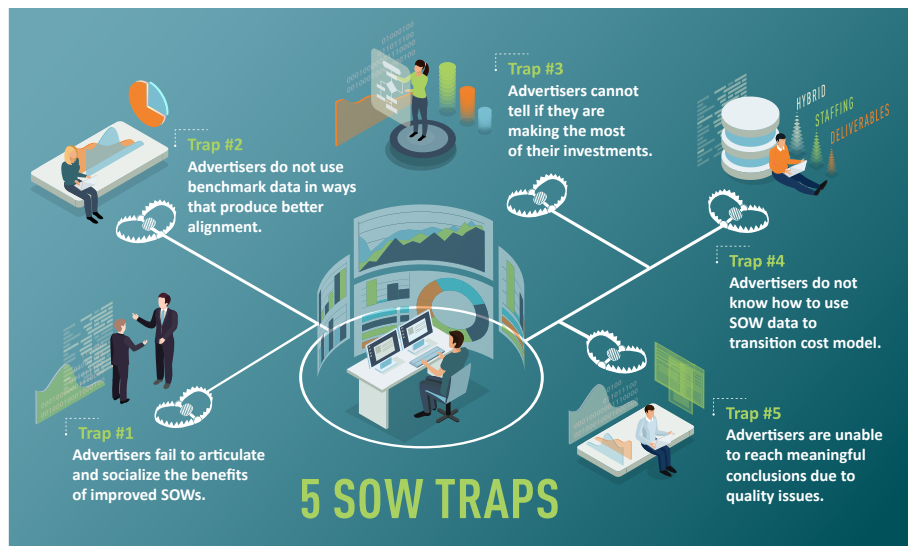 Trap #1
Advertisers fail to articulate
and socialize the benefits
of improved SOWs.
Trap #2
Advertisers do not use
benchmark data in ways
that produce better
alignment.
Trap #3
Advertisers cannot
tell if they are
making the most
of their investments.
HYBRID
STAFFING
DELIVERABLES
Trap #4
Advertisers do not
know how to use
SOW data to
transition cost model.
Trap #5
Advertisers are unable
to reach meaningful
conclusions due to
quality issues.
5 SOW TRAPS